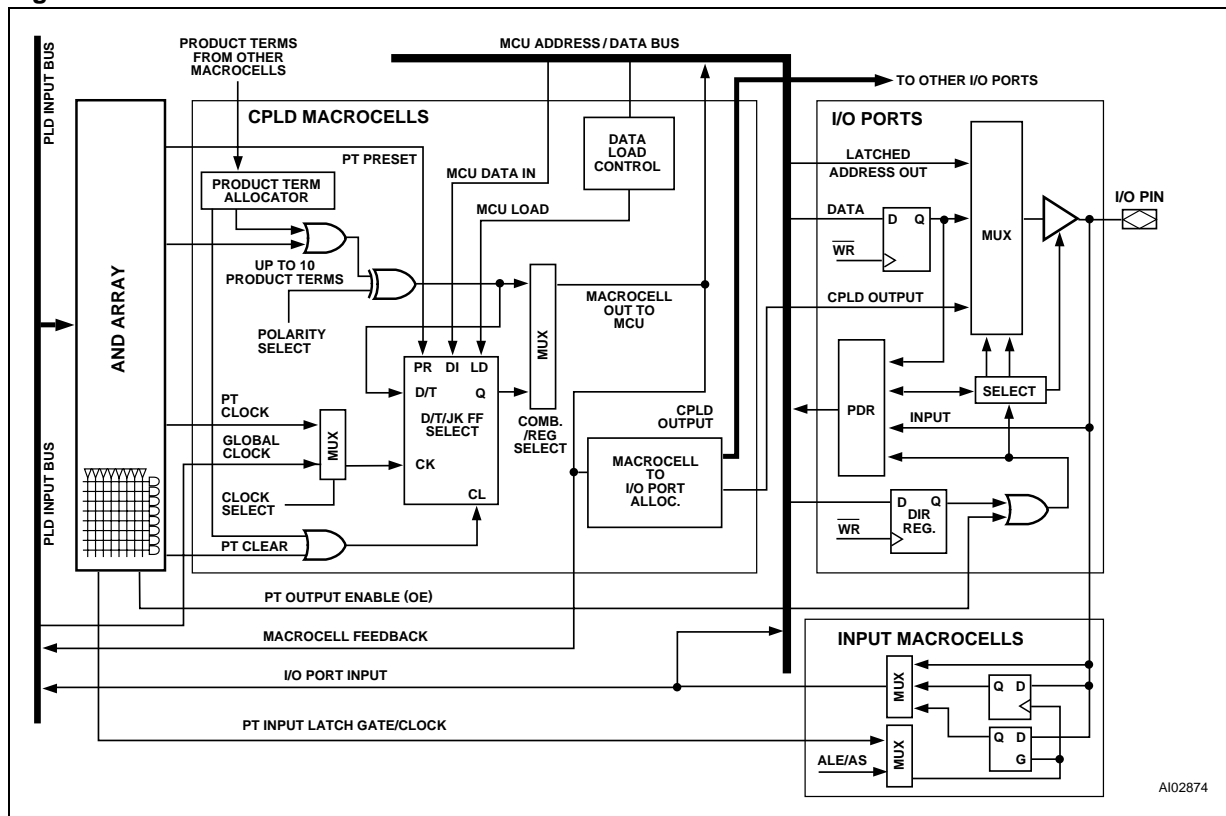 PRODUCT TERMS
FROM OTHER
MACROCELLS
MCU ADDRESS / DATA BUS
TO OTHER I/O PORTS
PLD INPUT BUS
AND ARRAY
CPLD MACROCELLS
PT PRESET
MCU DATA IN
MCU LOAD
DATA
LOAD
CONTROL
PRODUCT TERM
ALLOCATOR
UP TO 10
PRODUCT TERMS
POLARITY
SELECT
MUX
MACROCELL
OUT TO
MCU
PR DI LD
D/T Q
D/T/JK FF
SELECT
CK
CL
COMB.
/REG
SELECT
PT
CLOCK
GLOBAL
CLOCK
MUX
CLOCK
SELECT
PT CLEAR
CPLD
OUTPUT
MACROCELL
TO
I/O PORT
ALLOC.
I/O PORTS
LATCHED
ADDRESS OUT
DATA
D Q
WR
MUX
I/O PIN
CPLD OUTPUT
SELECT
PDR
INPUT
D Q
DIR
REG.
WR
PLD INPUT BUS
PT OUTPUT ENABLE (OE)
MACROCELL FEEDBACK
I/O PORT INPUT
PT INPUT LATCH GATE/CLOCK
INPUT MACROCELLS
MUX
Q D
MUX
Q D
G
ALE/AS
AI02874